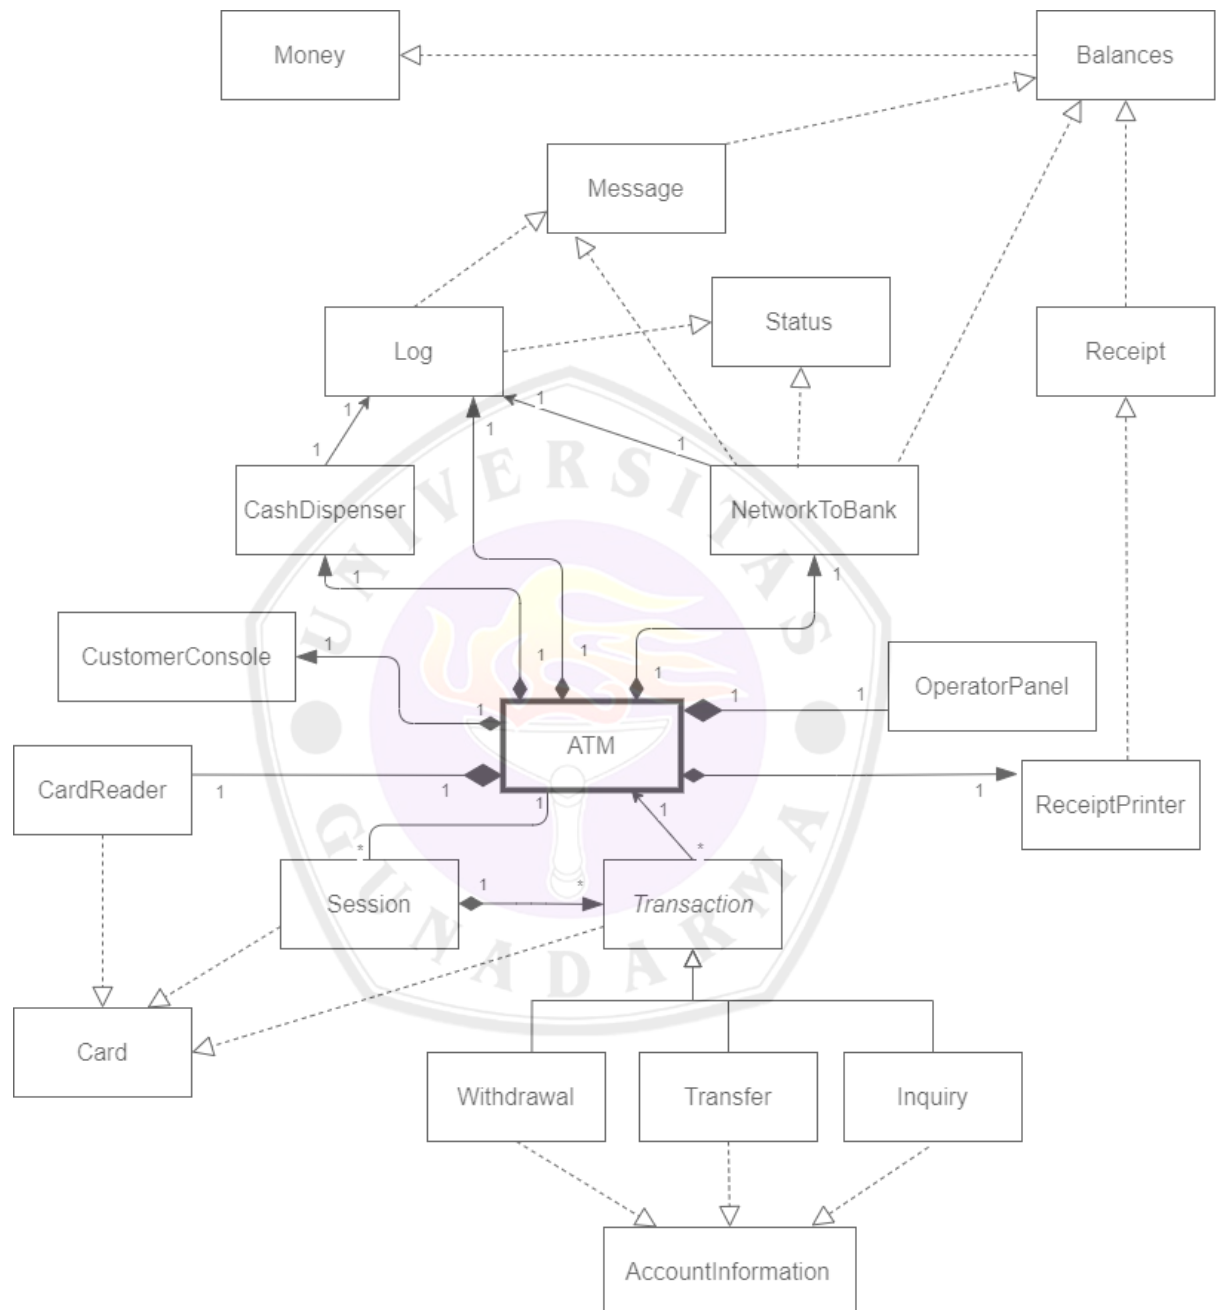 Money
Balances
Message
Status
Log
Receipt
1
1
1
1
1
1
CashDispenser
NetworkToBank
1
1
CustomerConsole
1
1
1
1
OperatorPanel
1
1
1
ATM
CardReader
1
1
1
1
1
ReceiptPrinter
*
*
Session
1
*
Transaction
Card
Withdrawal
Transfer
Inquiry
AccountInformation
UNIVERSITAS
GUNADARMA